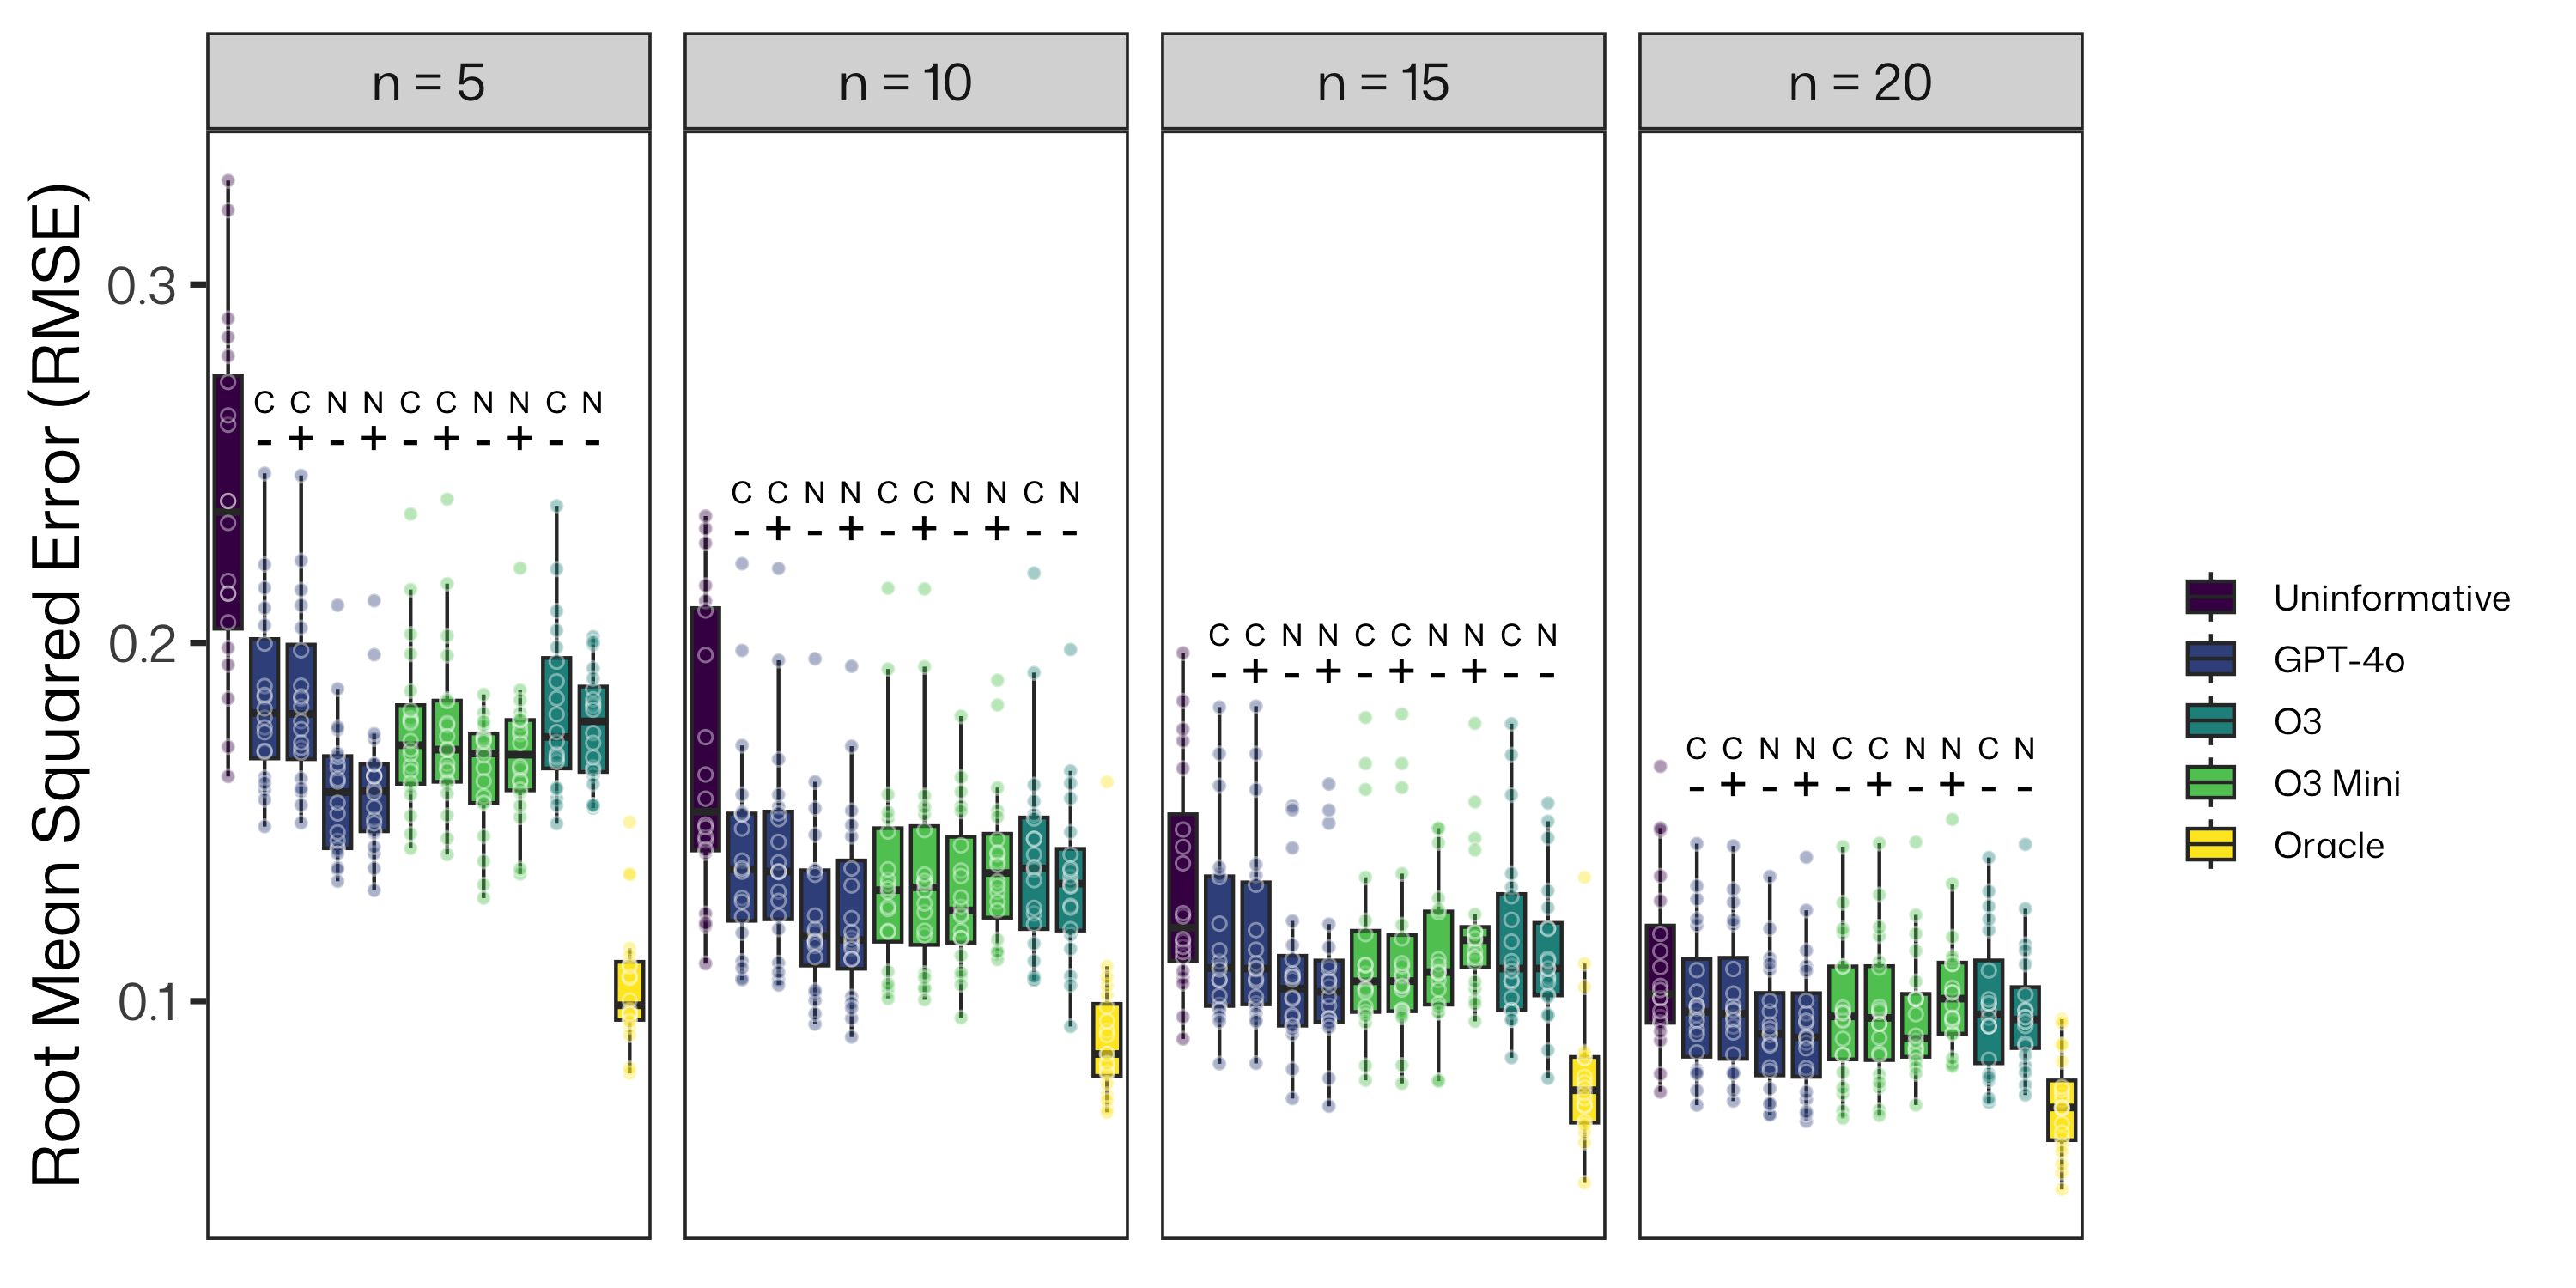 n = 5
n = 10
n = 15
n = 20
Root Mean Squared Error (RMSE)
0.3
0.2
0.1
C C N N C C N N C N
- + - + - + - + - -
C C N N C C N N C N
- + - + - + - + - -
C C N N C C N N C N
- + - + - + - + - -
C C N N C C N N C N
- + - + - + - + - -
Uninformative
GPT-4o
O3
O3 Mini
Oracle